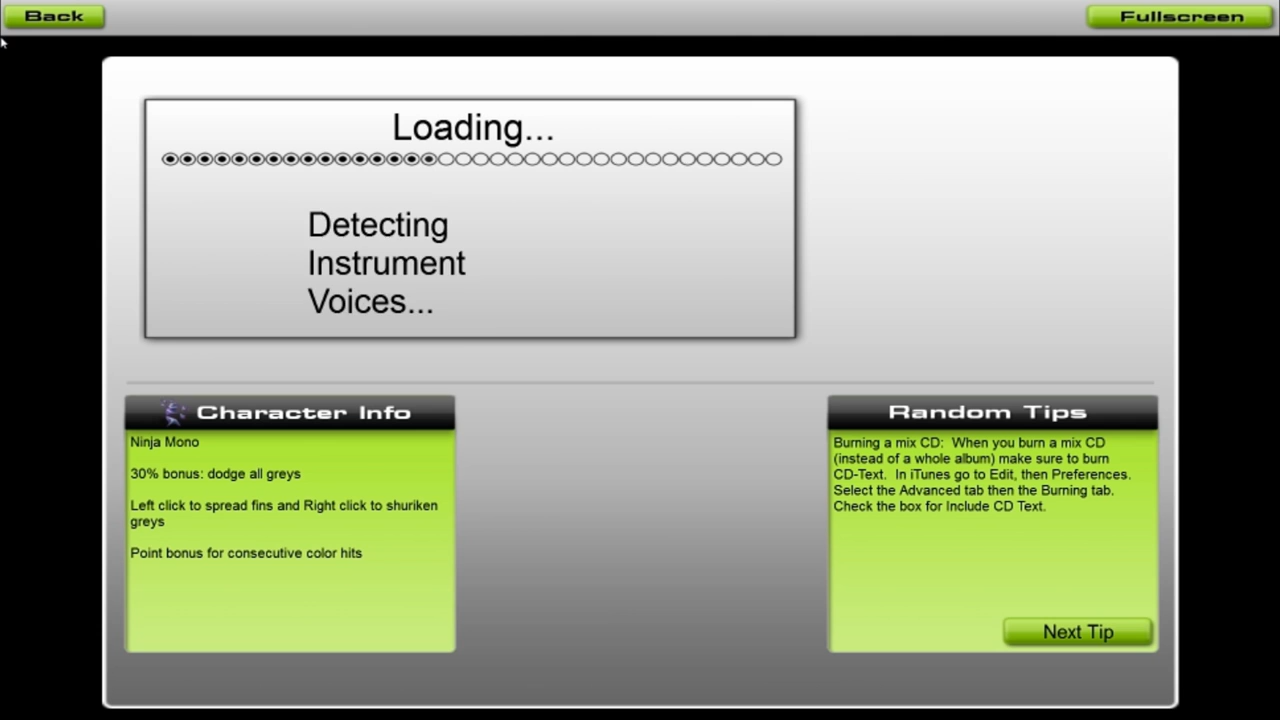 Back
Fullscreen
Loading...
Detecting
Instrument
Voices...
Character Info
Ninja Mono
30% bonus: dodge all greys
Left click to spread fins and Right click to shuriken
greys
Point bonus for consecutive color hits
Random Tips
Burning a mix CD:  When you burn a mix CD
(instead of a whole album) make sure to burn
CD-Text.  In iTunes go to Edit, then Preferences.
Select the Advanced tab then the Burning tab.
Check the box for Include CD Text.
Next Tip